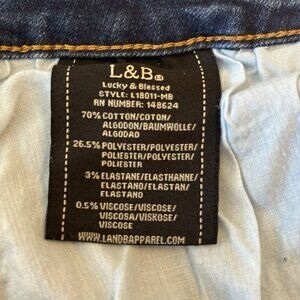 L&B®
Lucky & Blessed
STYLE: L18011-MB
RN NUMBER: 148624
70% COTTON/COTON/
ALGODON/BAUMWOLLE/
ALGODAO
26.5% POLYESTER/POLYESTER/
POLIESTER/POLYESTER/
POLIESTER
3% ELASTANE/ELASTHANNE/
ELASTANO/ELASTAN/
ELASTANO
0.5% VISCOSE/VISCOSE/
VISCOSA/VISKOSE/
VISCOSE
WWW.LANDBAPPAREL.COM